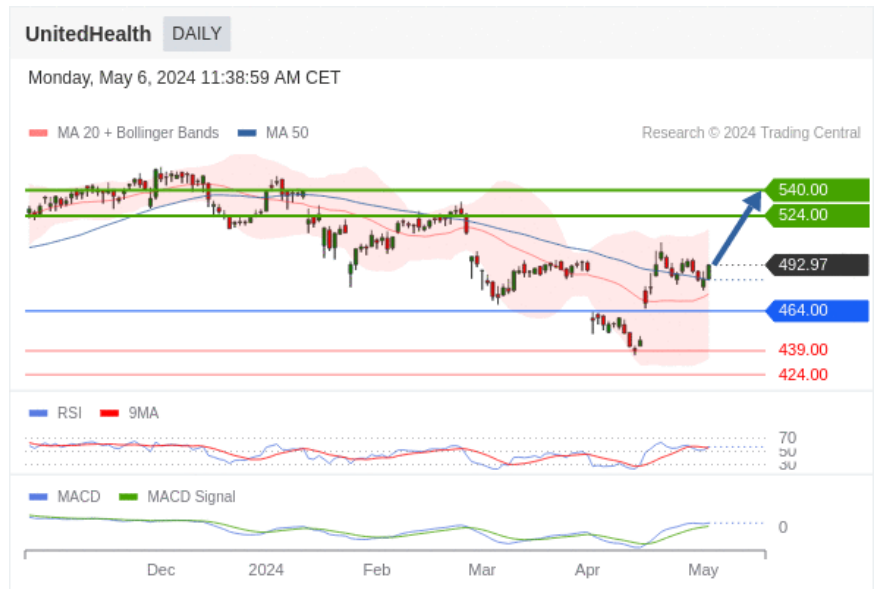 UnitedHealth DAILY
Monday, May 6, 2024 11:38:59 AM CET
MA 20 + Bollinger Bands MA 50 Research © 2024 Trading Central
540.00
524.00
492.97
464.00
439.00
424.00
RSI 9MA
70
50
30
MACD MACD Signal
0
Dec 2024 Feb Mar Apr May